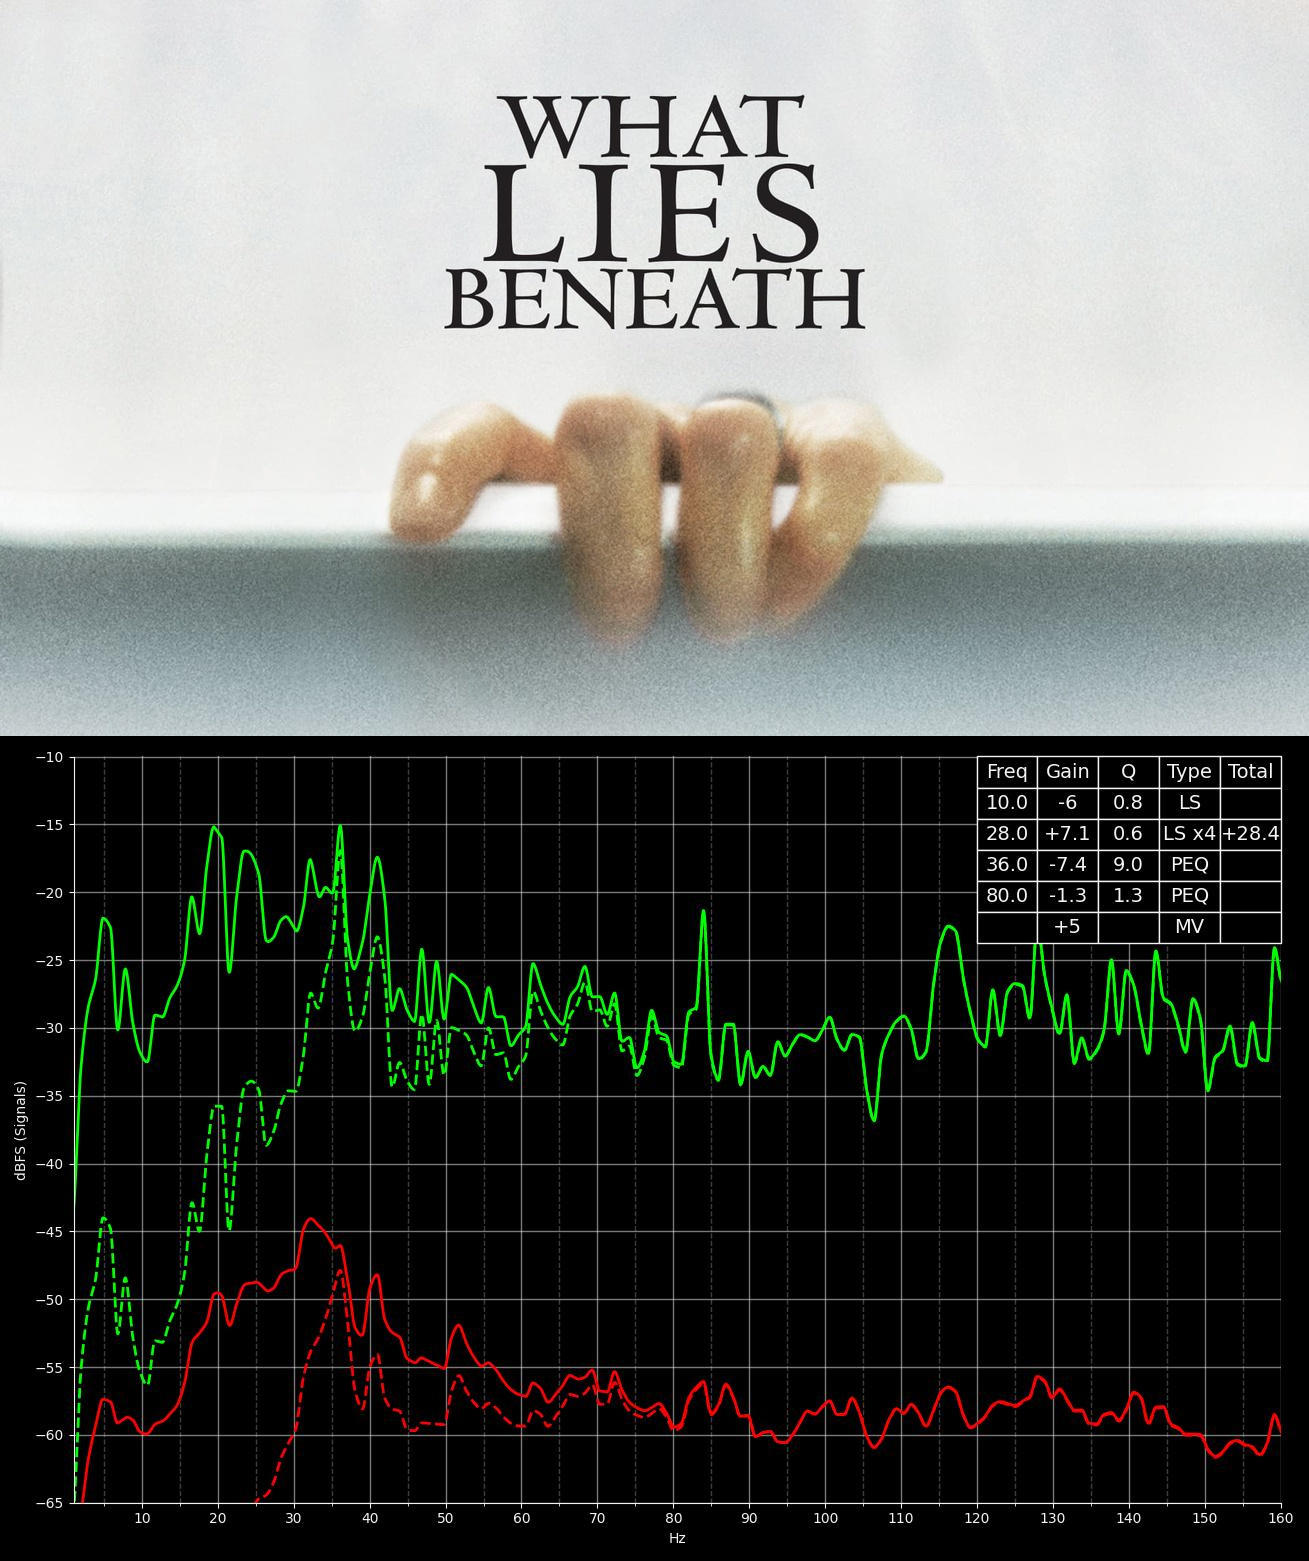 WHAT
LIES
BENEATH
Freq Gain Q Type Total
10.0 -6 0.8 LS
28.0 +7.1 0.6 LS x4 +28.4
36.0 -7.4 9.0 PEQ
80.0 -1.3 1.3 PEQ
+5 MV
−10
−15
−20
−25
−30
−35
−40
−45
−50
−55
−60
−65
dBFS (Signals)
10 20 30 40 50 60 70 80 90 100 110 120 130 140 150 160
Hz